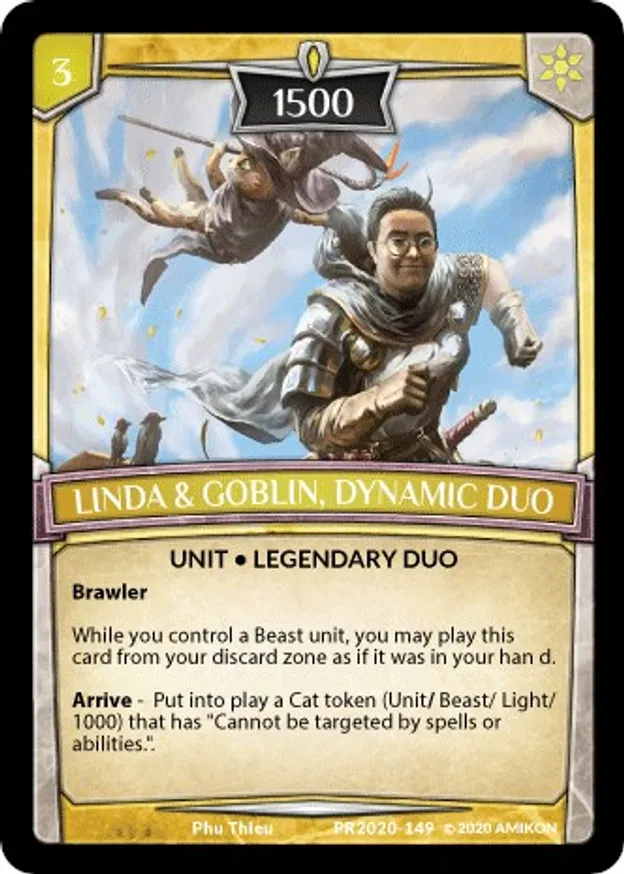 3
1500
LINDA & GOBLIN, DYNAMIC DUO
UNIT • LEGENDARY DUO
Brawler
While you control a Beast unit, you may play this
card from your discard zone as if it was in your han d.
Arrive - Put into play a Cat token (Unit/ Beast/ Light/
1000) that has "Cannot be targeted by spells or
abilities.".
Phu Thieu PR2020-149 © 2020 AMIKON